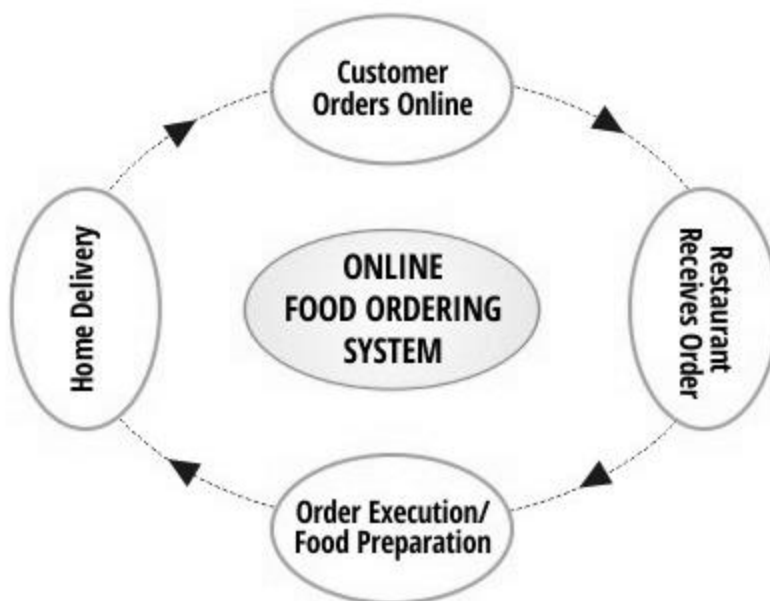 Customer
Orders Online
Restaurant
Receives Order
Order Execution/
Food Preparation
Home Delivery
ONLINE
FOOD ORDERING
SYSTEM